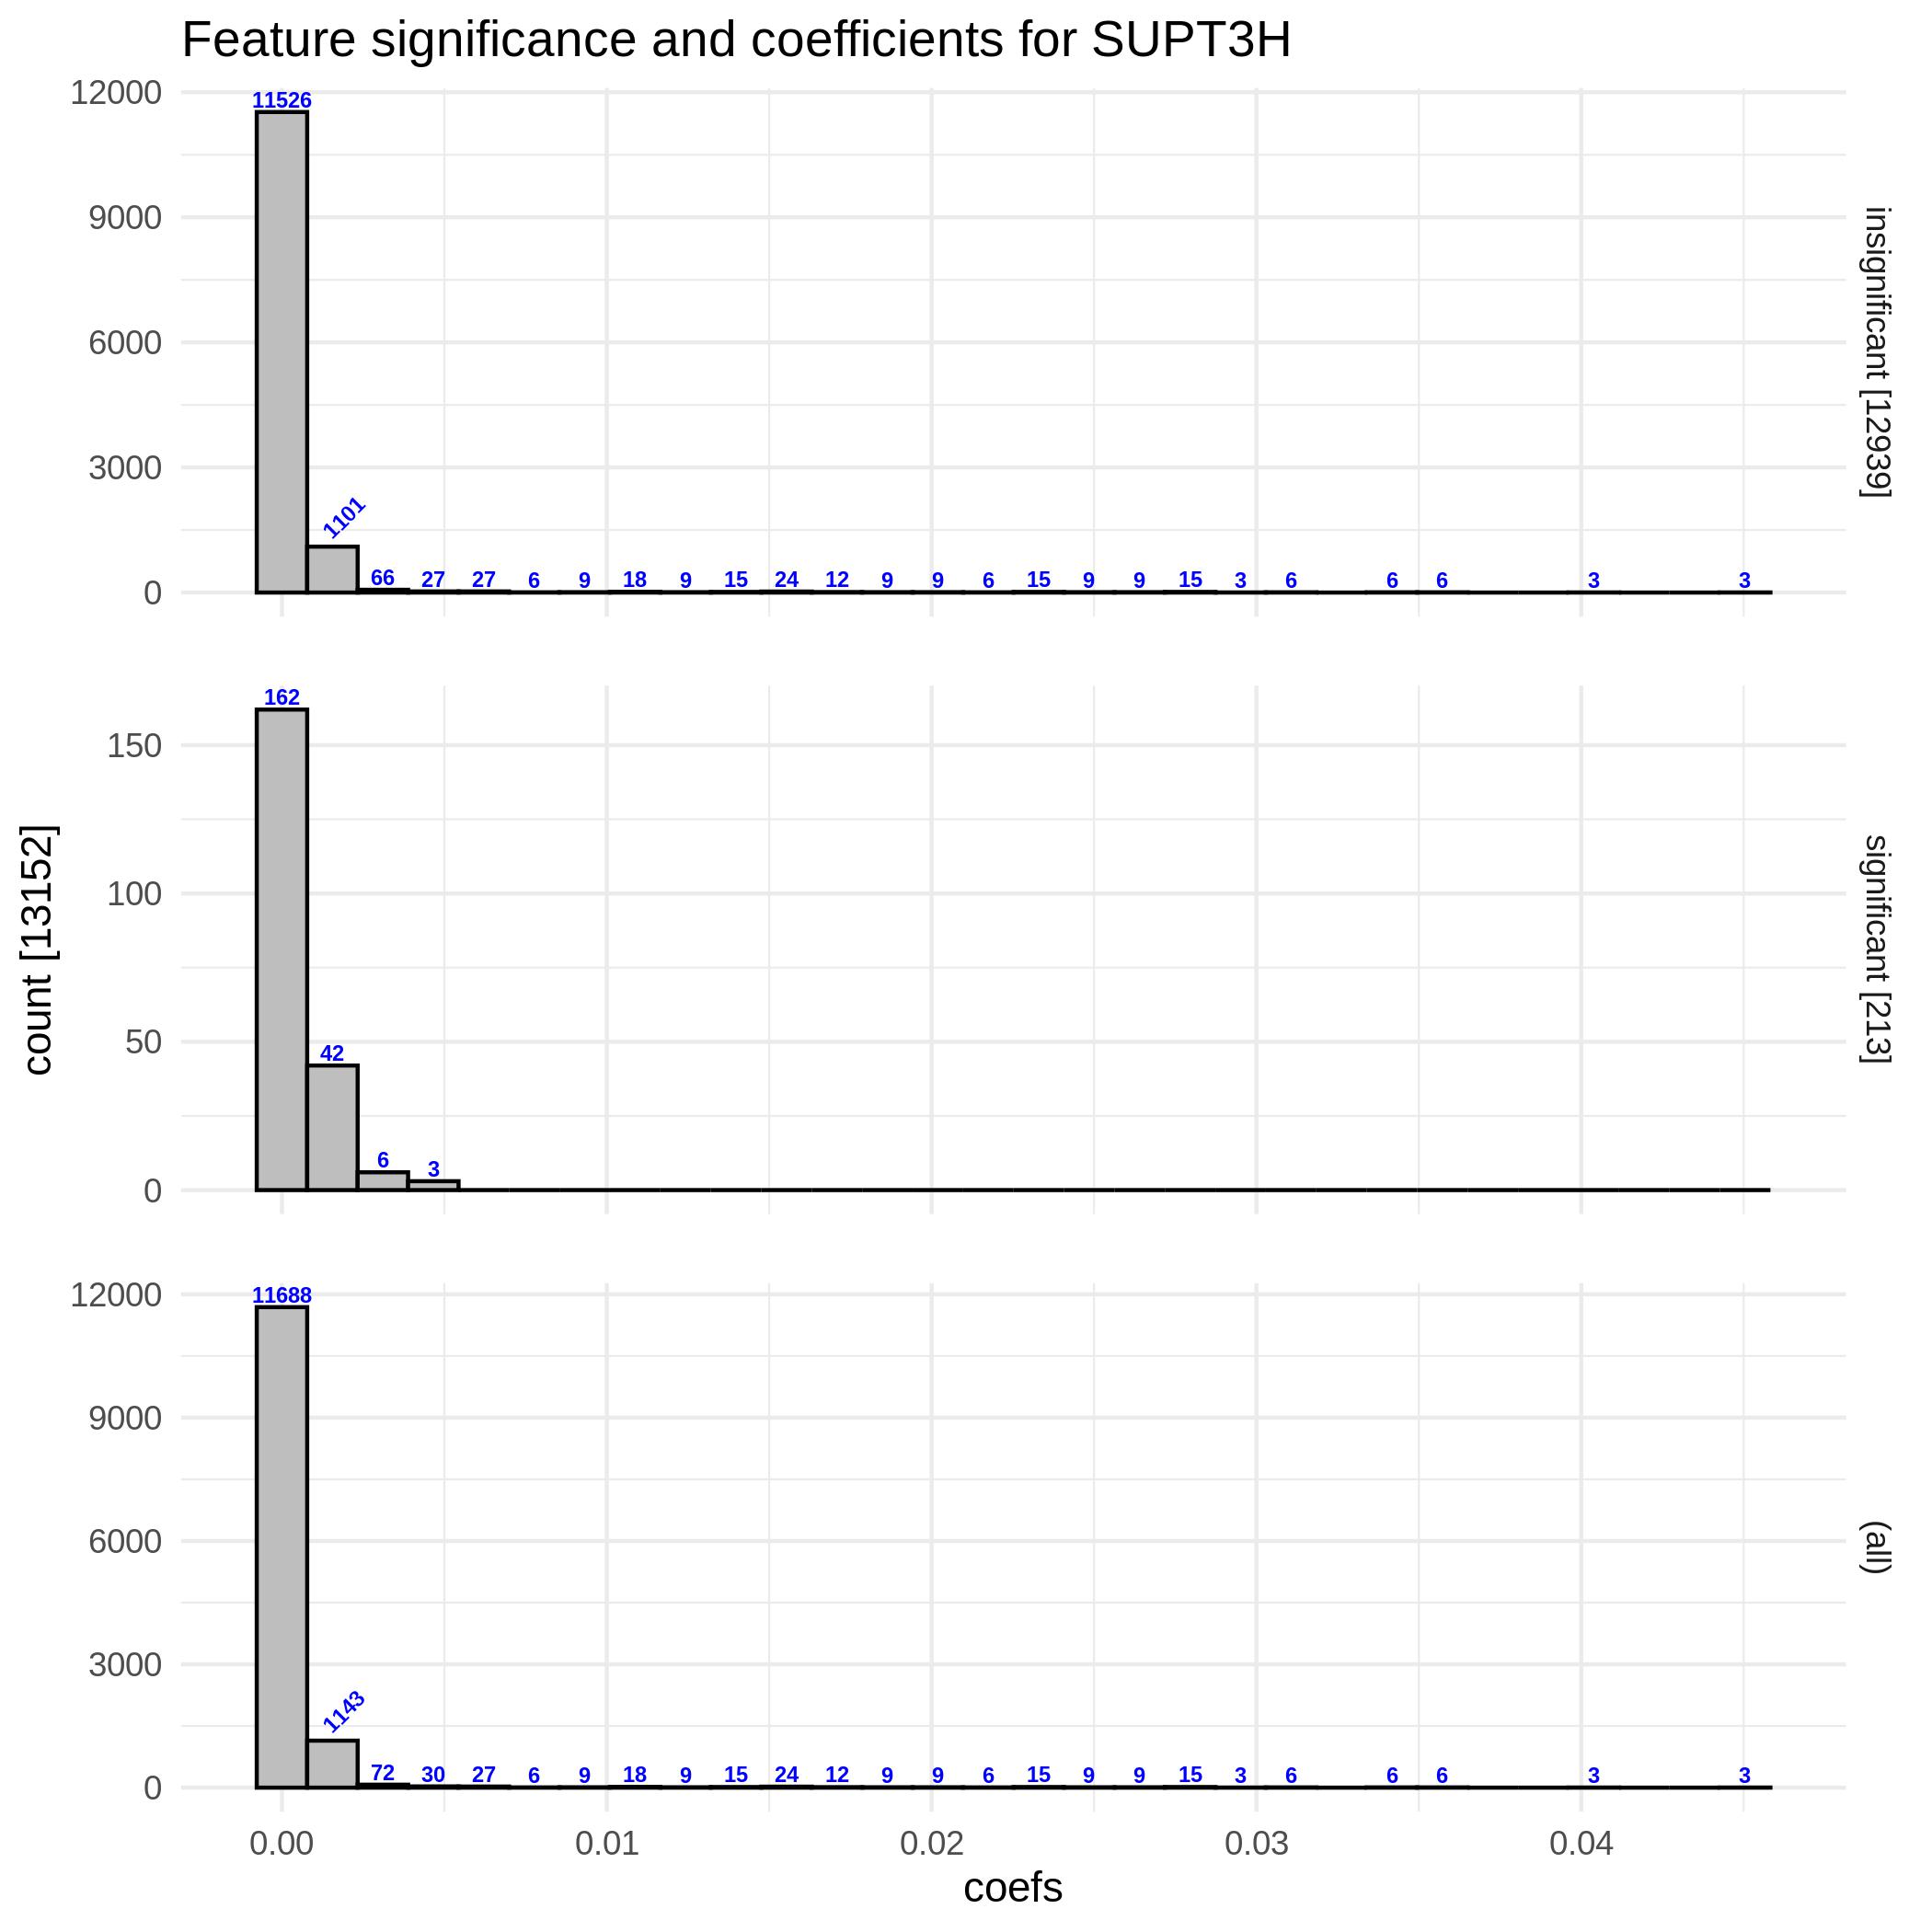 Feature significance and coefficients for SUPT3H
12000
9000
6000
3000
0
11526
1101
66 27 27 6 9 18 9 15 24 12 9 9 6 15 9 9 15 3 6 6 6 3 3
insignificant [12939]
count [13152]
150
100
50
0
162
42
6 3
significant [213]
12000
9000
6000
3000
0
11688
1143
72 30 27 6 9 18 9 15 24 12 9 9 6 15 9 9 15 3 6 6 6 3 3
(all)
0.00 0.01 0.02 0.03 0.04
coefs